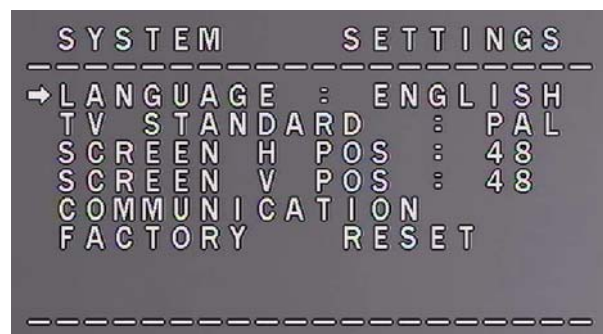 SYSTEM SETTINGS
LANGUAGE : ENGLISH
TV STANDARD : PAL
SCREEN H POS : 48
SCREEN V POS : 48
COMMUNICATION
FACTORY RESET